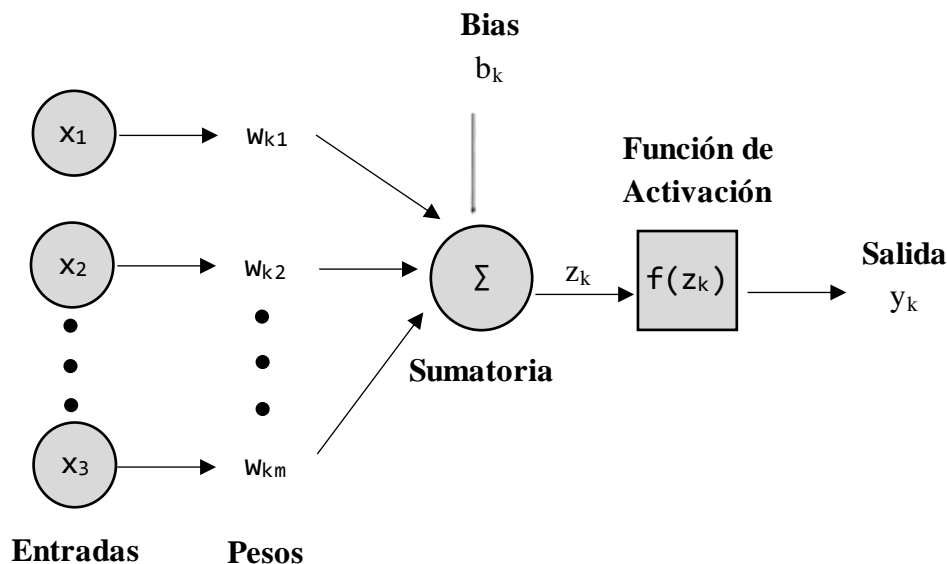 Bias
bₖ
x₁
wₖ₁
Función de
Activación
x₂
wₖ₂
Σ
zₖ
f(zₖ)
Salida
yₖ
Sumatoria
x₃
wₖₘ
Entradas
Pesos